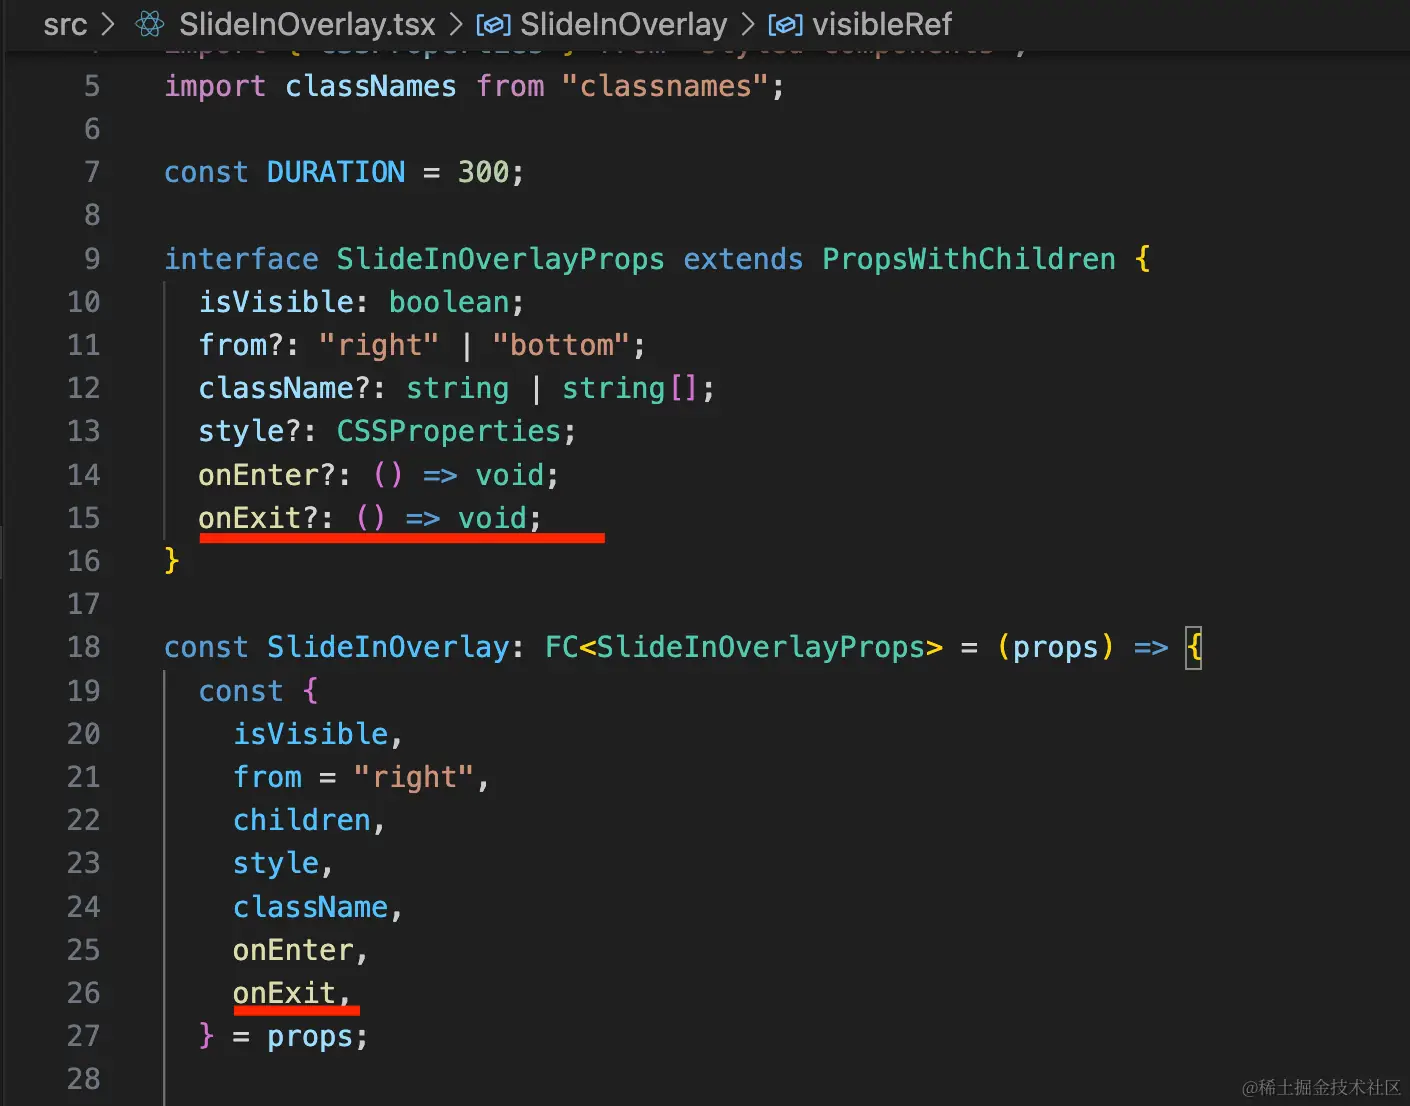 src > SlideInOverlay.tsx > SlideInOverlay > visibleRef
5 import classNames from "classnames";
6
7 const DURATION = 300;
8
9 interface SlideInOverlayProps extends PropsWithChildren {
10 isVisible: boolean;
11 from?: "right" | "bottom";
12 className?: string | string[];
13 style?: CSSProperties;
14 onEnter?: () => void;
15 onExit?: () => void;
16 }
17
18 const SlideInOverlay: FC<SlideInOverlayProps> = (props) => {
19 const {
20 isVisible,
21 from = "right",
22 children,
23 style,
24 className,
25 onEnter,
26 onExit,
27 } = props;
28
@稀土掘金技术社区